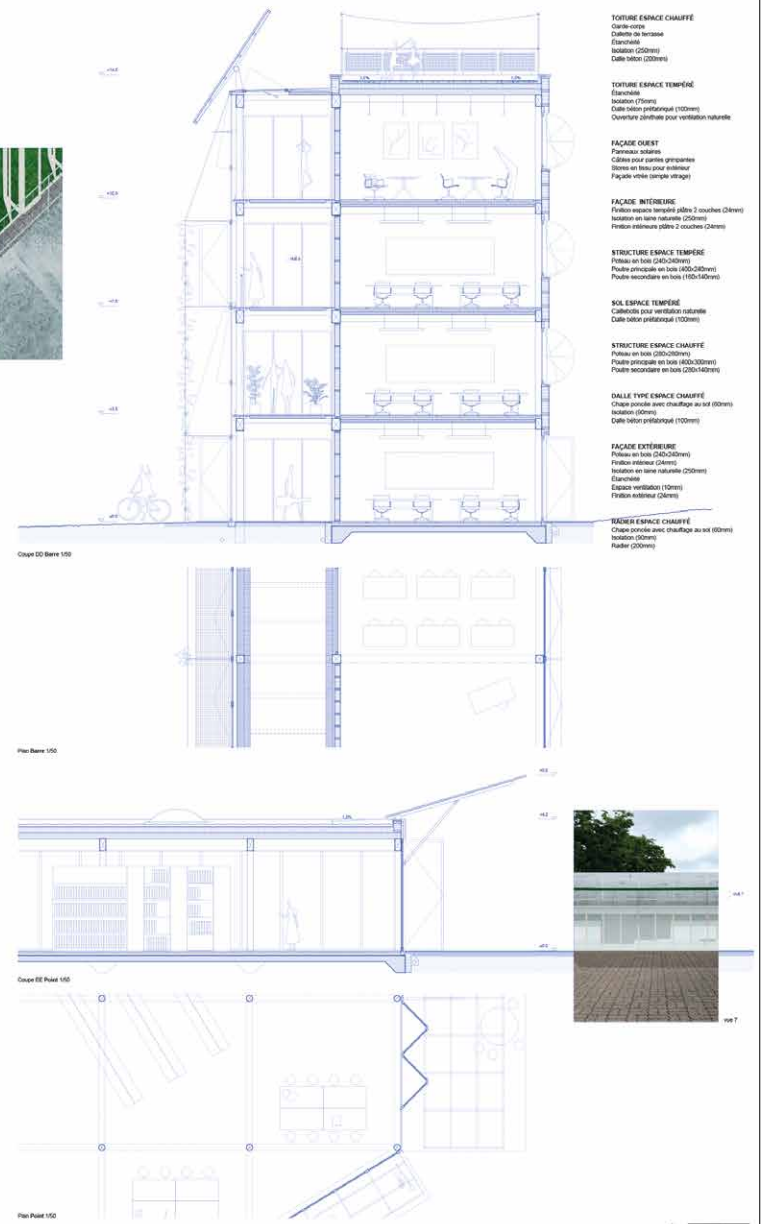 TOITURE ESPACE CHAUFFÉ
Garde-corps
Dallette de terrasse
Étanchéité
Isolation (250mm)
Dalle béton (200mm)
TOITURE ESPACE TEMPÉRÉ
Étanchéité
Isolation (75mm)
Dalle béton préfabriqué (100mm)
Ouverture zénithale pour ventilation naturelle
FAÇADE OUEST
Panneaux solaires
Câbles pour plantes grimpantes
Stores en tissu pour extérieur
Façade vitrée (simple vitrage)
FAÇADE INTÉRIEURE
Finition espace tempéré plâtre 2 couches (24mm)
Isolation en laine naturelle (250mm)
Finition intérieure plâtre 2 couches (24mm)
STRUCTURE ESPACE TEMPÉRÉ
Poteau en bois (240x240mm)
Poutre principale en bois (400x240mm)
Poutre secondaire en bois (160x140mm)
SOL ESPACE TEMPÉRÉ
Caillebotis pour ventilation naturelle
Dalle béton préfabriqué (100mm)
STRUCTURE ESPACE CHAUFFÉ
Poteau en bois (280x280mm)
Poutre principale en bois (400x300mm)
Poutre secondaire en bois (280x140mm)
DALLE TYPE ESPACE CHAUFFÉ
Chape poncée avec chauffage au sol (60mm)
Isolation (90mm)
Dalle béton préfabriqué (100mm)
FAÇADE EXTÉRIEURE
Poteau en bois (240x240mm)
Finition intérieur (24mm)
Isolation en laine naturelle (250mm)
Étanchéité
Espace ventilation (10mm)
Finition extérieur (24mm)
RADIER ESPACE CHAUFFÉ
Chape poncée avec chauffage au sol (60mm)
Isolation (90mm)
Radier (200mm)
Coupe DD Barre 1/50
Plan Barre 1/50
Coupe EE Point 1/50
vue 7
Plan Point 1/50